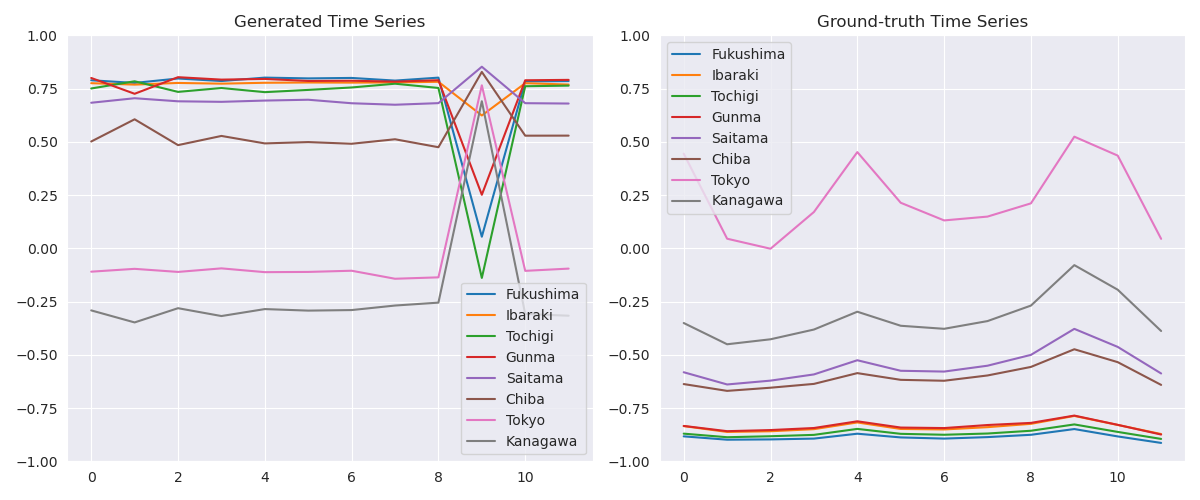 Generated Time Series
1.00
0.75
0.50
0.25
0.00
−0.25
−0.50
−0.75
−1.00
0 2 4 6 8 10
Fukushima
Ibaraki
Tochigi
Gunma
Saitama
Chiba
Tokyo
Kanagawa
Ground-truth Time Series
1.00
0.75
0.50
0.25
0.00
−0.25
−0.50
−0.75
−1.00
0 2 4 6 8 10
Fukushima
Ibaraki
Tochigi
Gunma
Saitama
Chiba
Tokyo
Kanagawa